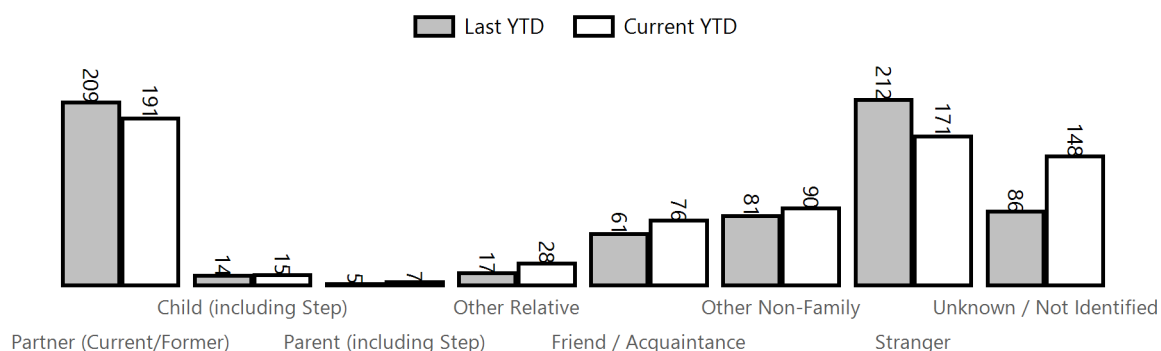 Last YTD
Current YTD
209
191
14
15
5
7
17
28
61
76
81
90
212
171
86
148
Child (including Step)
Other Relative
Other Non-Family
Unknown / Not Identified
Partner (Current/Former)
Parent (including Step)
Friend / Acquaintance
Stranger